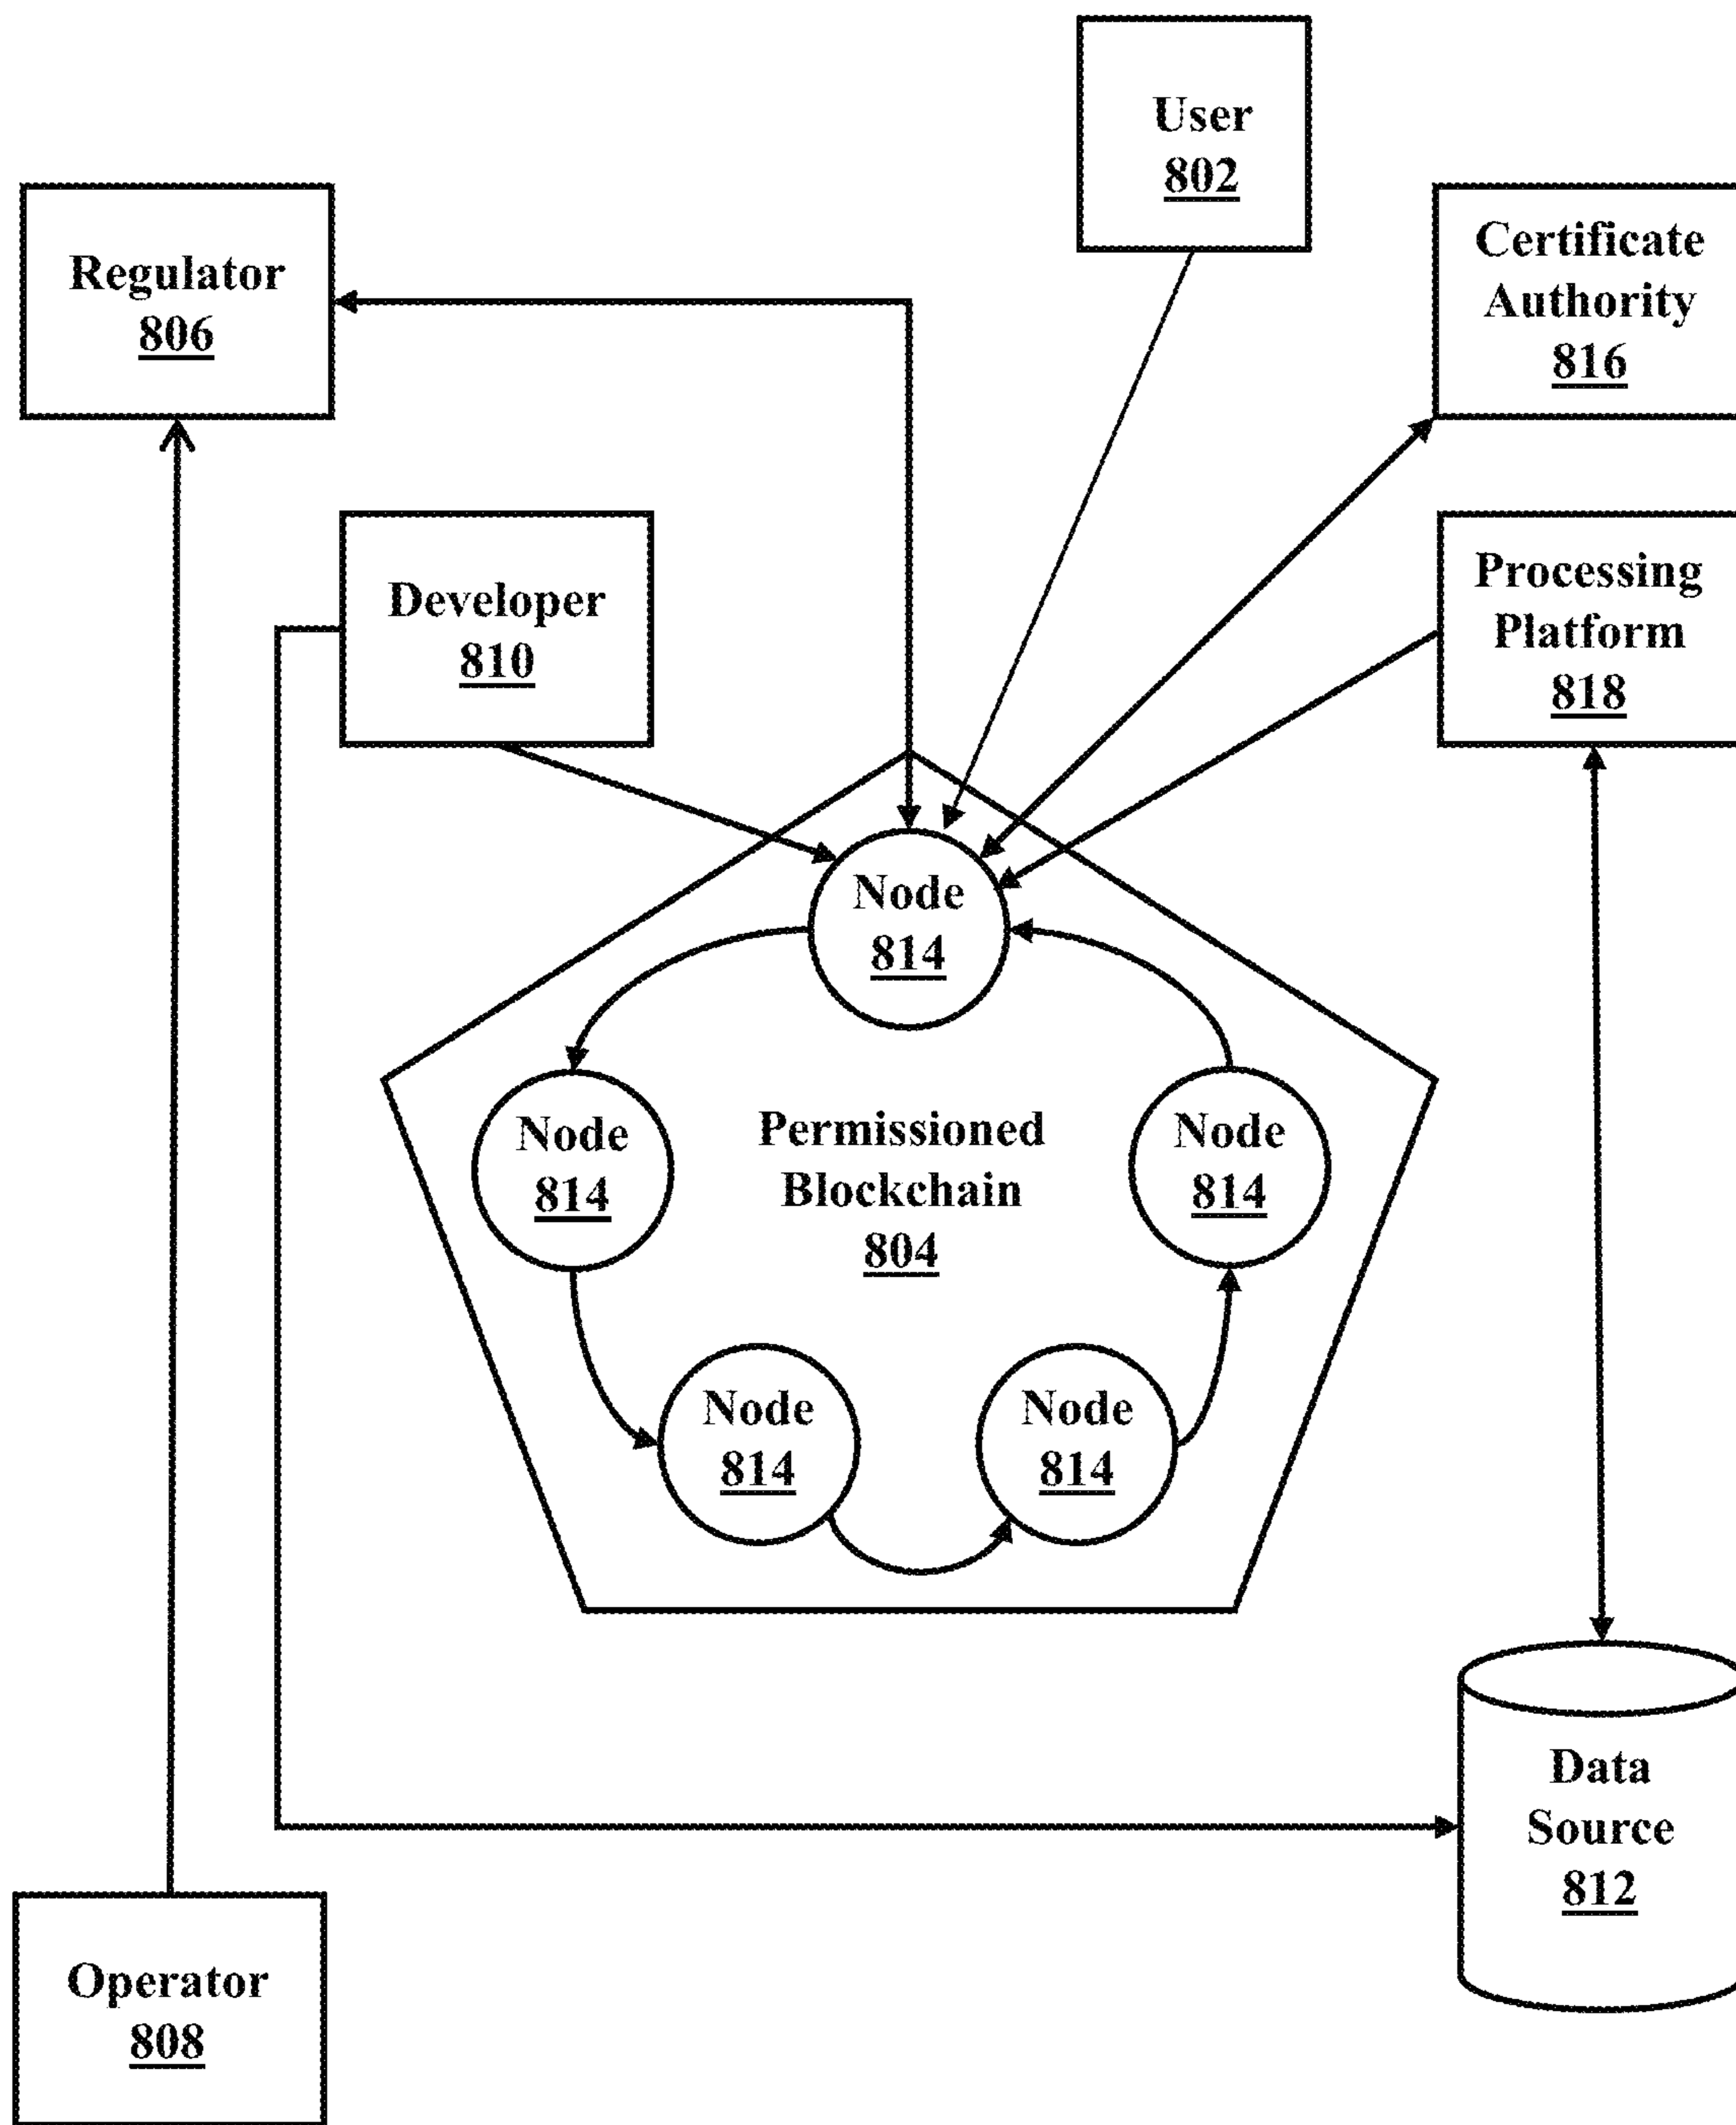 User
802
Regulator
806
Certificate
Authority
816
Developer
810
Processing
Platform
818
Node
814
Node
814
Permissioned
Blockchain
804
Node
814
Node
814
Node
814
Data
Source
812
Operator
808